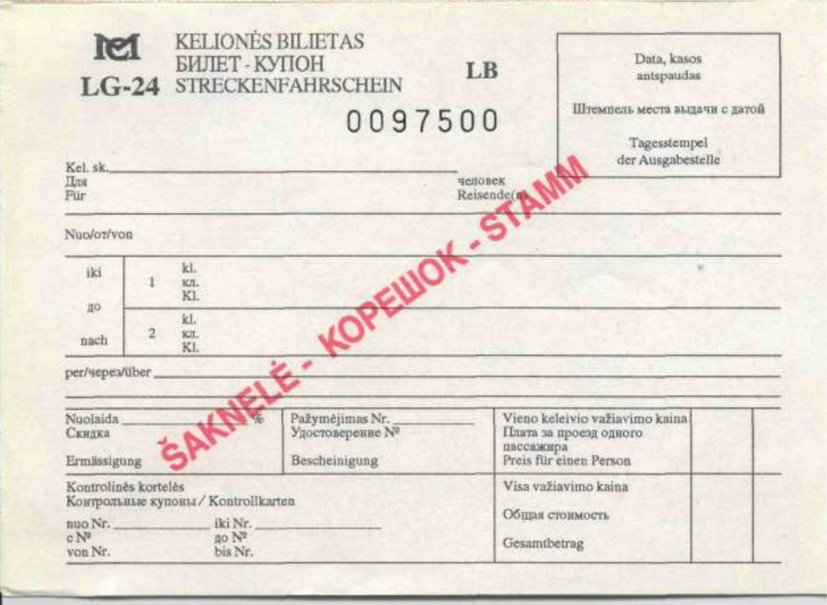 KELIONĖS BILIETAS
БИЛЕТ - КУПОН
LG-24 STRECKENFAHRSCHEIN
LB
0097500
Data, kasos
antspaudas
Штемпель места выдачи с датой
Tagesstempel
der Ausgabestelle
Kel. sk.
Для человек
Für Reisende(n)
Nuo/от/von
iki
до
nach
1 kl.
кл.
Kl.
2 kl.
кл.
Kl.
per/через/über
ŠAKNELĖ - КОРЕШОК - STAMM
Nuolaida %
Скидка
Ermässigung
Pažymėjimas Nr.
Удостоверение №
Bescheinigung
Vieno keleivio važiavimo kaina
Плата за проезд одного
пассажира
Preis für einen Person
Kontrolinės kortelės
Контрольные купоны / Kontrollkarten
nuo Nr. iki Nr.
с № до №
von Nr. bis Nr.
Visa važiavimo kaina
Общая стоимость
Gesamtbetrag